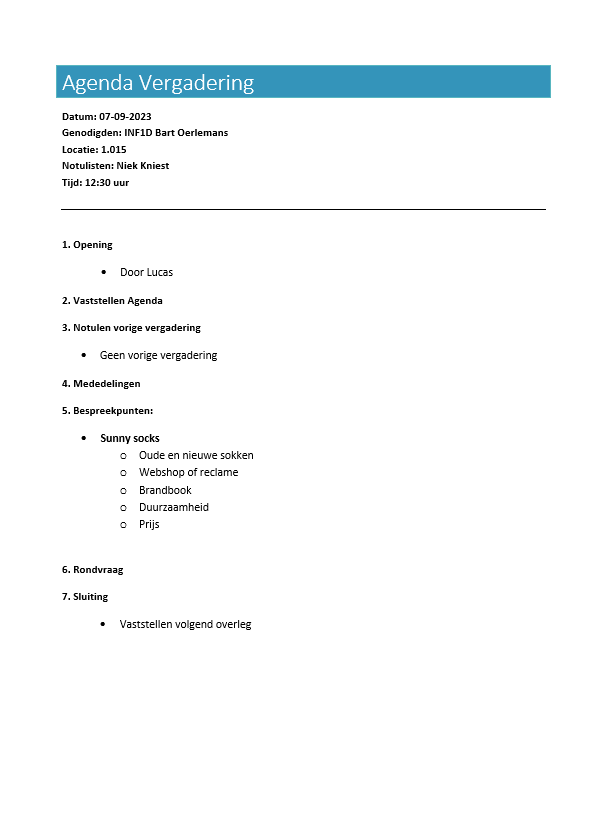 Agenda Vergadering
Datum: 07-09-2023
Genodigden: INF1D Bart Oerlemans
Locatie: 1.015
Notulisten: Niek Kniest
Tijd: 12:30 uur
1. Opening
• Door Lucas
2. Vaststellen Agenda
3. Notulen vorige vergadering
• Geen vorige vergadering
4. Mededelingen
5. Bespreekpunten:
• Sunny socks
o Oude en nieuwe sokken
o Webshop of reclame
o Brandbook
o Duurzaamheid
o Prijs
6. Rondvraag
7. Sluiting
• Vaststellen volgend overleg